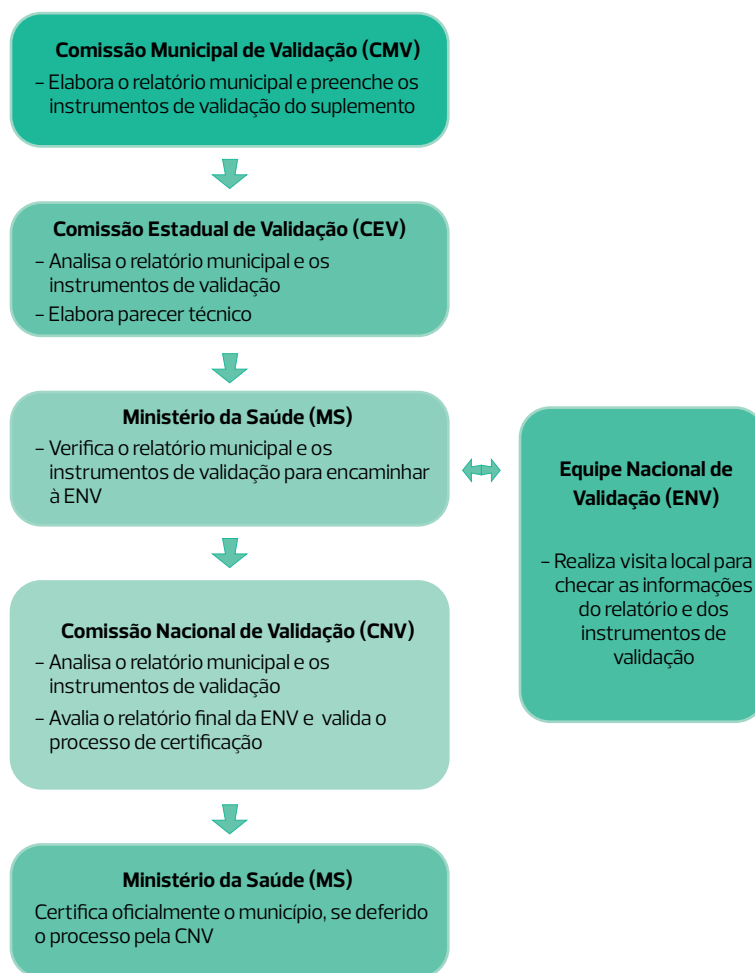 Comissão Municipal de Validação (CMV)
– Elabora o relatório municipal e preenche os
instrumentos de validação do suplemento
Comissão Estadual de Validação (CEV)
– Analisa o relatório municipal e os
instrumentos de validação
– Elabora parecer técnico
Ministério da Saúde (MS)
– Verifica o relatório municipal e os
instrumentos de validação para encaminhar
à ENV
Equipe Nacional de
Validação (ENV)
– Realiza visita local para
checar as informações
do relatório e dos
instrumentos de
validação
Comissão Nacional de Validação (CNV)
– Analisa o relatório municipal e os
instrumentos de validação
– Avalia o relatório final da ENV e valida o
processo de certificação
Ministério da Saúde (MS)
Certifica oficialmente o município, se deferido
o processo pela CNV